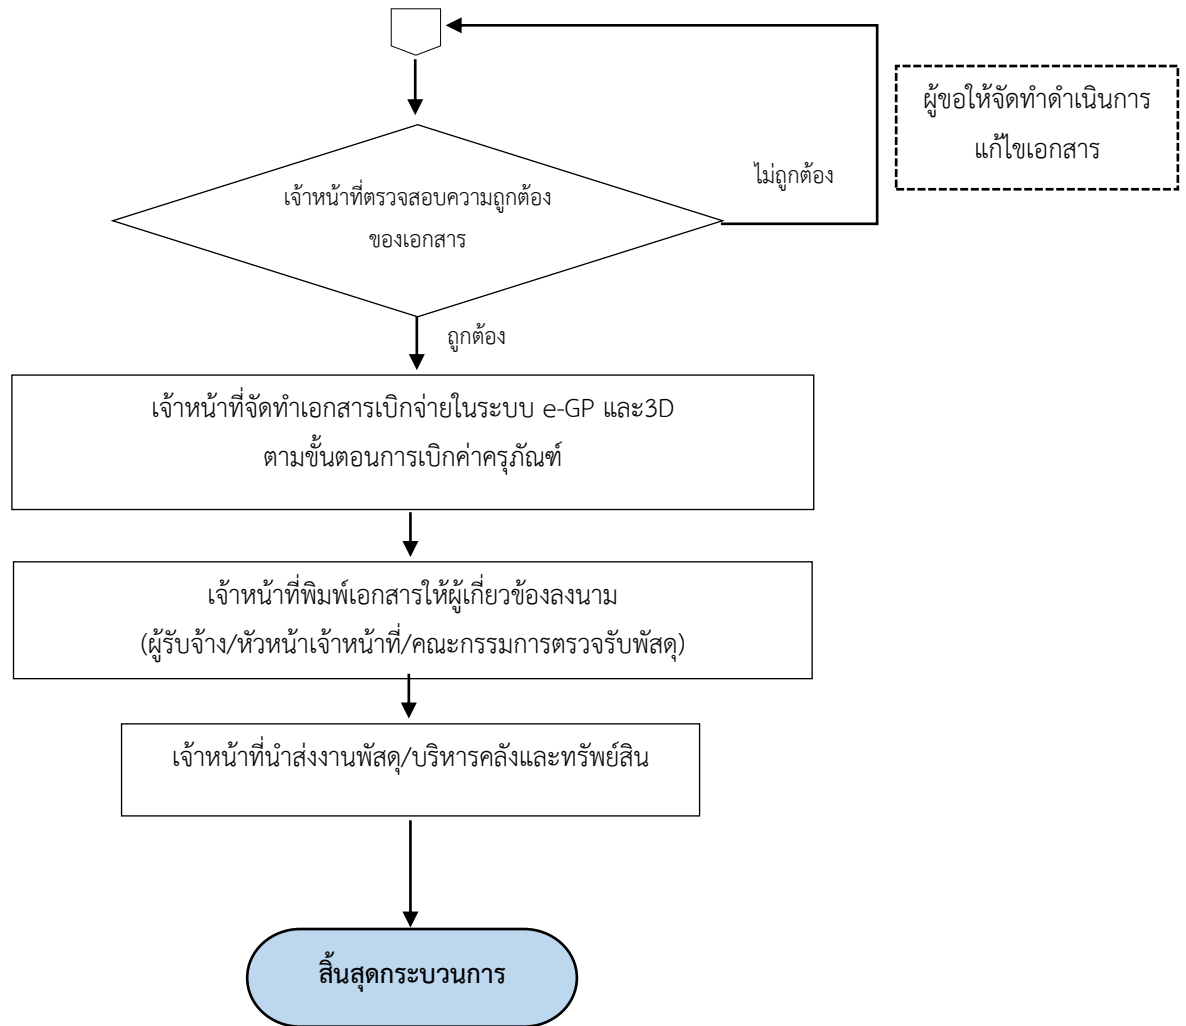 ผู้ขอให้จัดทำดำเนินการ
แก้ไขเอกสาร
ไม่ถูกต้อง
เจ้าหน้าที่ตรวจสอบความถูกต้อง
ของเอกสาร
ถูกต้อง
เจ้าหน้าที่จัดทำเอกสารเบิกจ่ายในระบบ e-GP และ3D
ตามขั้นตอนการเบิกค่าครุภัณฑ์
เจ้าหน้าที่พิมพ์เอกสารให้ผู้เกี่ยวข้องลงนาม
(ผู้รับจ้าง/หัวหน้าเจ้าหน้าที่/คณะกรรมการตรวจรับพัสดุ)
เจ้าหน้าที่นำส่งงานพัสดุ/บริหารคลังและทรัพย์สิน
สิ้นสุดกระบวนการ